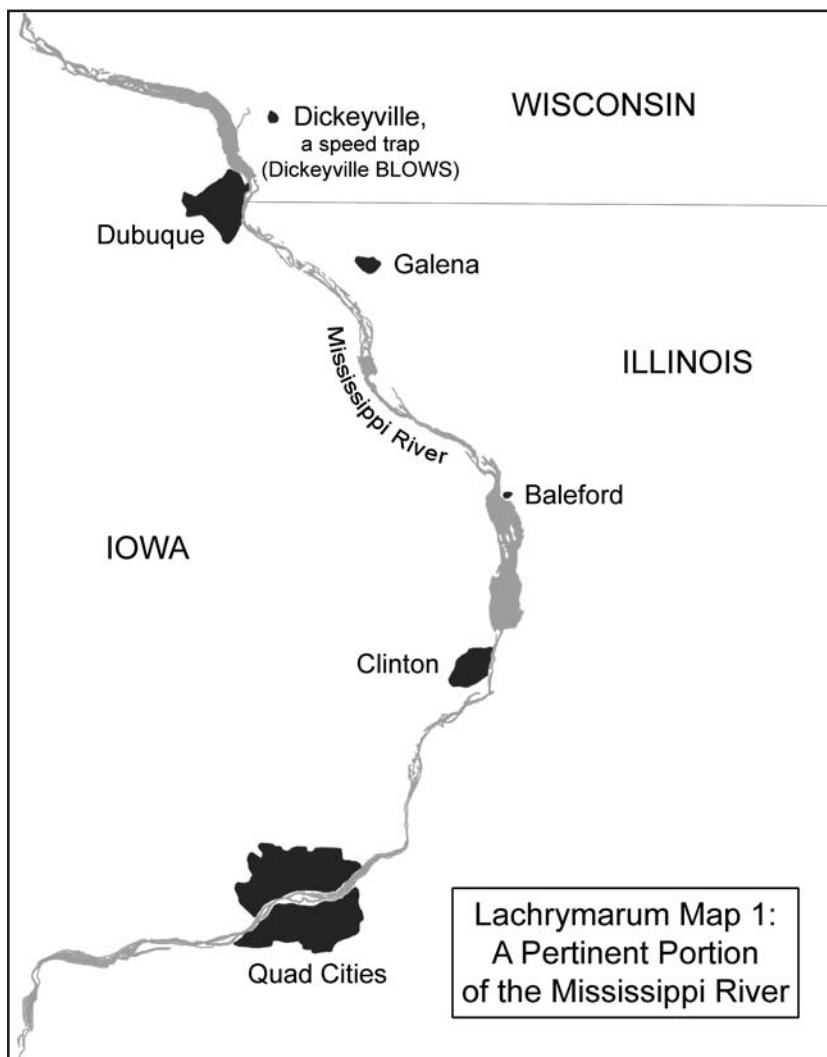 WISCONSIN
Dickeyville,
a speed trap
(Dickeyville BLOWS)
Dubuque
Galena
Mississippi River
ILLINOIS
Baleford
IOWA
Clinton
Quad Cities
Lachrymarum Map 1:
A Pertinent Portion
of the Mississippi River